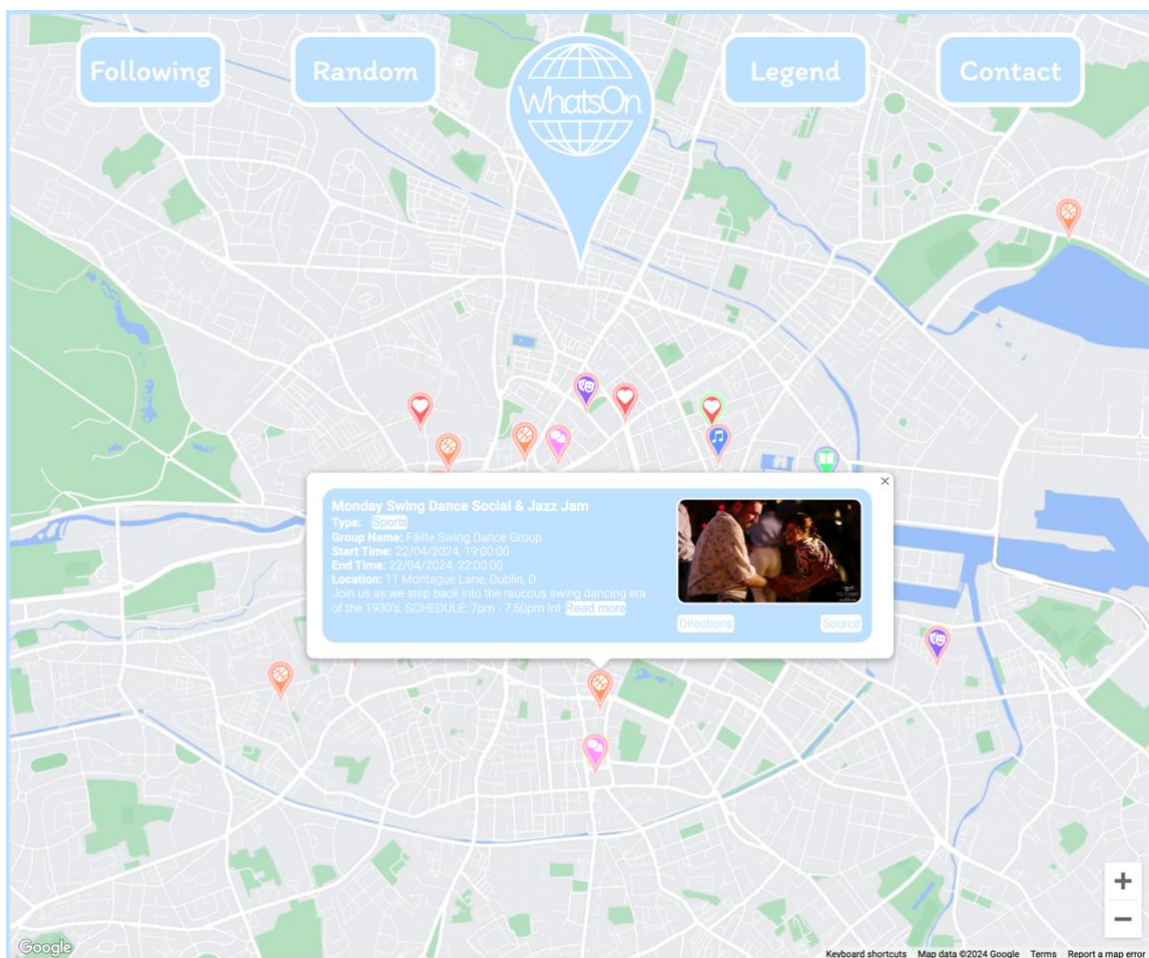 Following
Random
WhatsOn
Legend
Contact
Monday Swing Dance Social & Jazz Jam
Type: Sports
Group Name: Fáilte Swing Dance Group
Start Time: 22/04/2024, 19:00:00
End Time: 22/04/2024, 22:00:00
Location: 11 Montague Lane, Dublin, D
Join us as we step back into the raucous swing dancing era
of the 1930's. SCHEDULE: 7pm - 7:50pm Int Read more
Directions
Source
Google
Keyboard shortcuts
Map data ©2024 Google
Terms
Report a map error